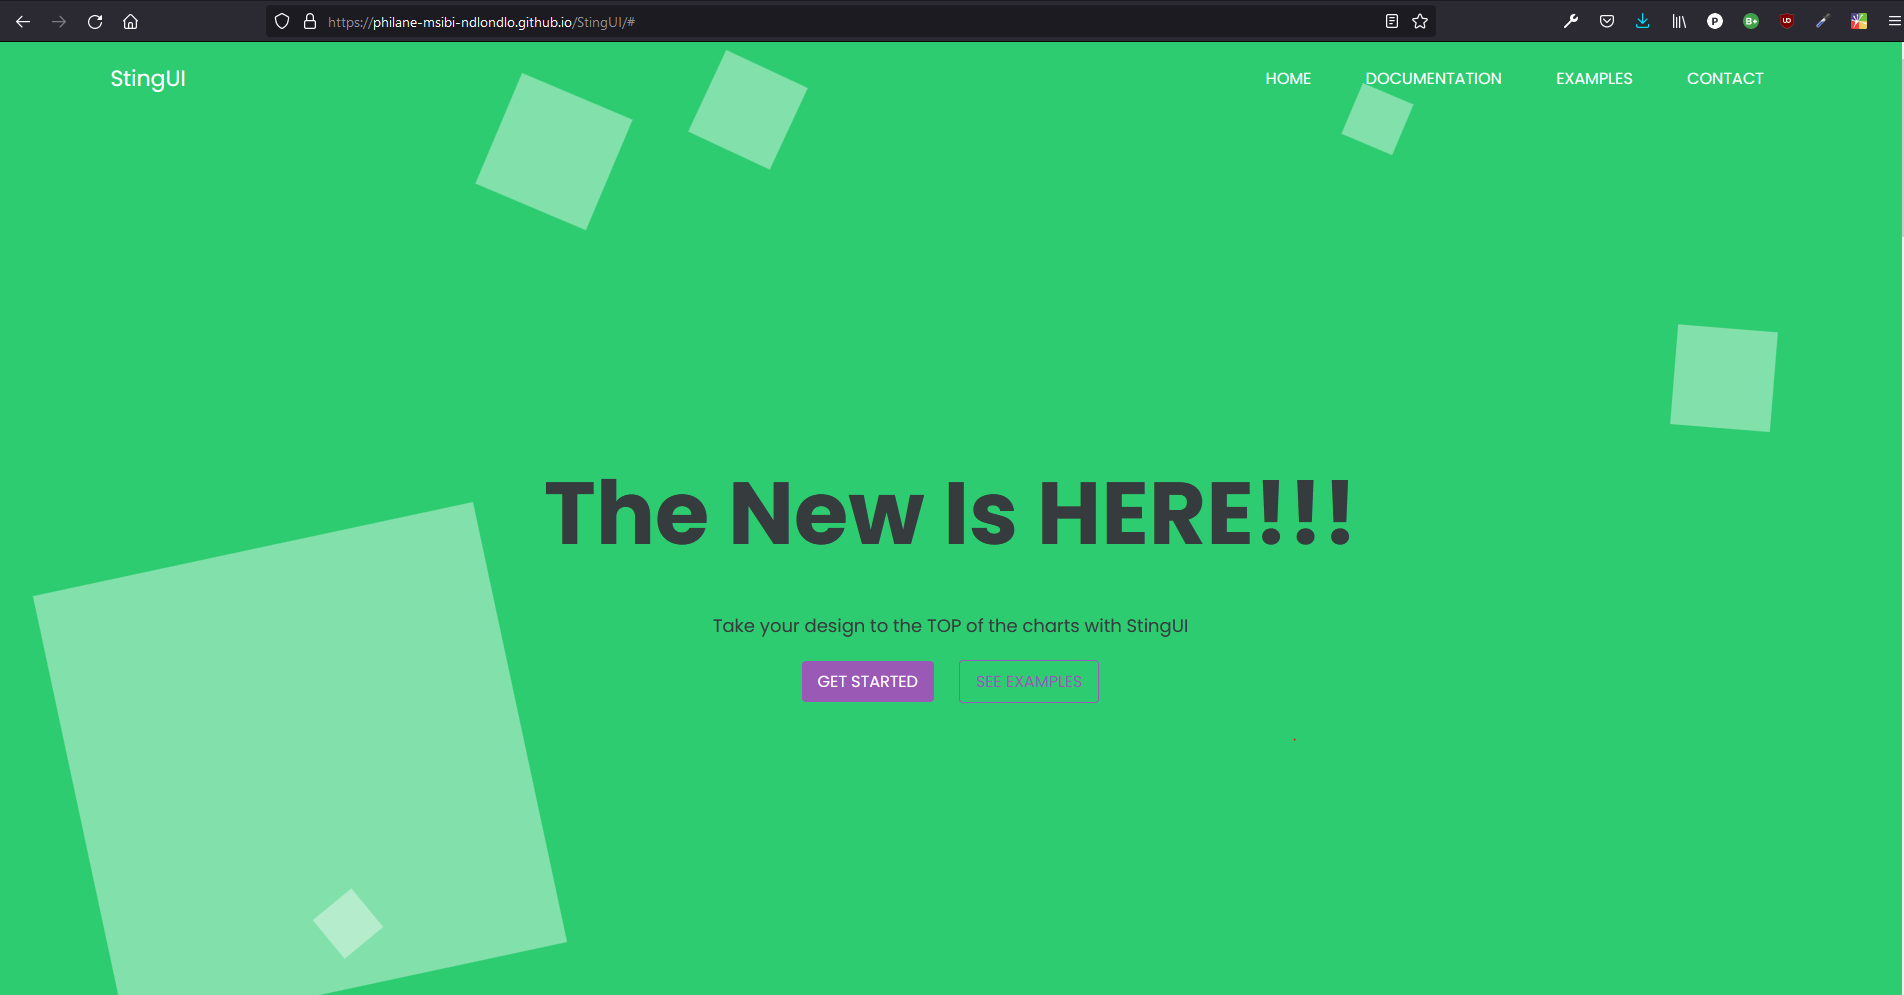 https://philane-msibi-ndlondlo.github.io/StingUI/#
StingUI
HOME DOCUMENTATION EXAMPLES CONTACT
The New Is HERE!!!
Take your design to the TOP of the charts with StingUI
GET STARTED SEE EXAMPLES